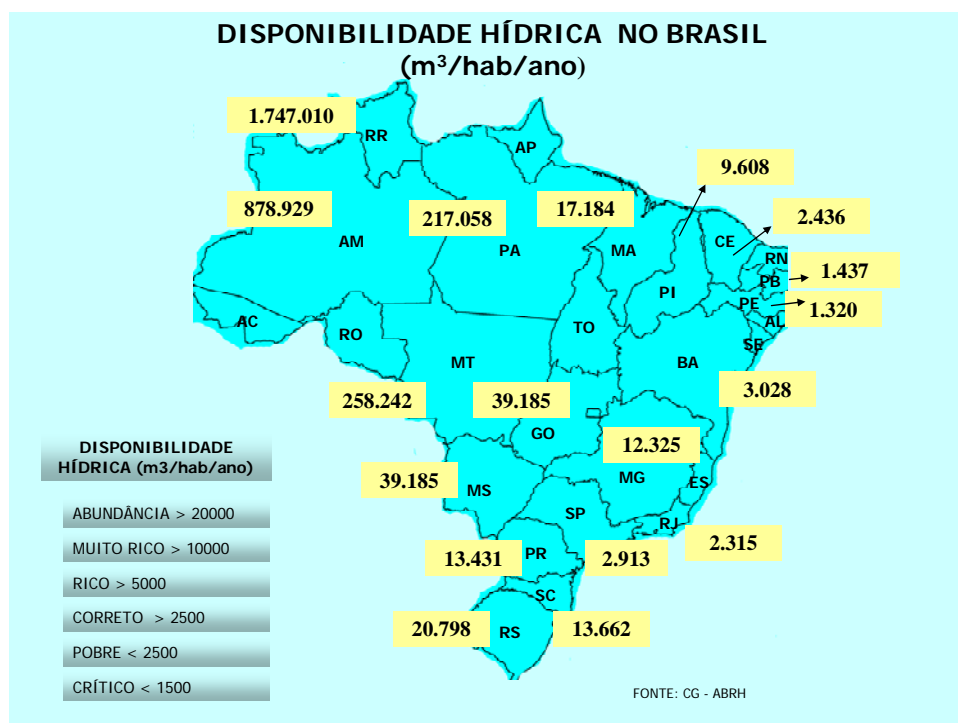 DISPONIBILIDADE HÍDRICA NO BRASIL
(m³/hab/ano)
1.747.010
RR
AP
9.608
878.929
217.058
17.184
2.436
AM
PA
MA
CE
RN
1.437
PB
PI
PE
1.320
AC
RO
TO
AL
SE
MT
BA
258.242
39.185
3.028
GO
12.325
DISPONIBILIDADE
HÍDRICA (m3/hab/ano)
39.185
MS
MG
ES
ABUNDÂNCIA > 20000
SP
RJ
MUITO RICO > 10000
13.431
PR
2.913
2.315
RICO > 5000
SC
CORRETO > 2500
20.798
RS
13.662
POBRE < 2500
CRÍTICO < 1500
FONTE: CG - ABRH